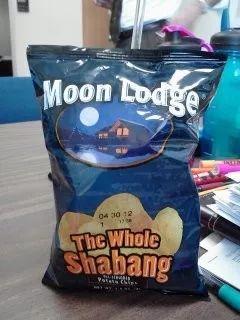 Moon Lodge
04 30 12
The Whole
Shabang
Potato Chips